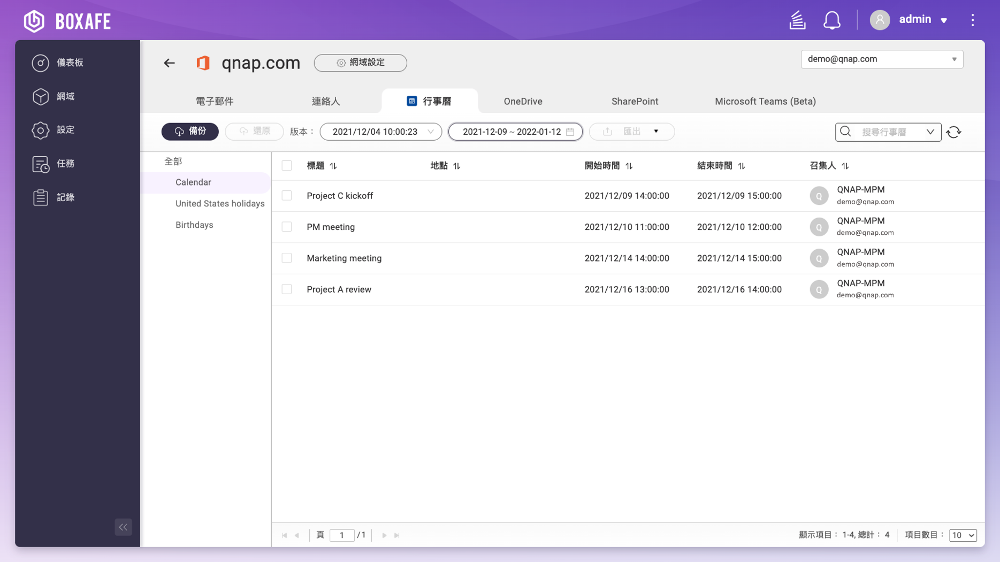 BOXAFE
admin
儀表板
網域
設定
任務
記錄
qnap.com
網域設定
demo@qnap.com
電子郵件 連絡人 行事曆 OneDrive SharePoint Microsoft Teams (Beta)
備份 還原 版本： 2021/12/04 10:00:23 2021-12-09 ~ 2022-01-12 匯出 搜尋行事曆
全部
Calendar
United States holidays
Birthdays
標題 地點 開始時間 結束時間 召集人
Project C kickoff 2021/12/09 14:00:00 2021/12/09 15:00:00 Q QNAP-MPM
demo@qnap.com
PM meeting 2021/12/10 11:00:00 2021/12/10 12:00:00 Q QNAP-MPM
demo@qnap.com
Marketing meeting 2021/12/14 14:00:00 2021/12/14 15:00:00 Q QNAP-MPM
demo@qnap.com
Project A review 2021/12/16 13:00:00 2021/12/16 14:00:00 Q QNAP-MPM
demo@qnap.com
頁 1 /1 顯示項目： 1-4, 總計： 4 項目數目： 10